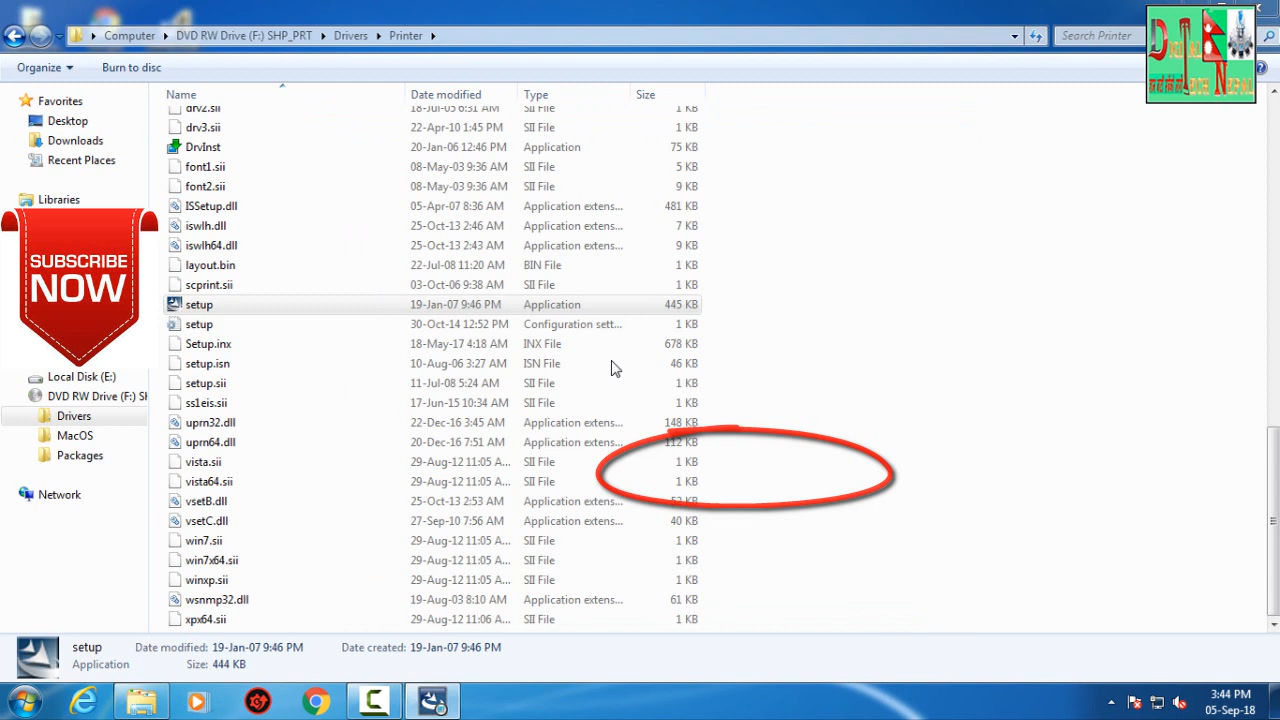 Computer ▸ DVD RW Drive (F:) SHP_PRT ▸ Drivers ▸ Printer ▸
Search Printer
Organize ▾ Burn to disc
Name Date modified Type Size
Favorites
Desktop
Downloads
Recent Places
Libraries
SUBSCRIBE
NOW
Local Disk (E:)
DVD RW Drive (F:) SH
Drivers
MacOS
Packages
Network
drv2.sii 18-Jul-05 6:31 AM SII File 1 KB
drv3.sii 22-Apr-10 1:45 PM SII File 1 KB
DrvInst 20-Jan-06 12:46 PM Application 75 KB
font1.sii 08-May-03 9:36 AM SII File 5 KB
font2.sii 08-May-03 9:36 AM SII File 9 KB
ISSetup.dll 05-Apr-07 8:36 AM Application extens... 481 KB
iswlh.dll 25-Oct-13 2:46 AM Application extens... 7 KB
iswlh64.dll 25-Oct-13 2:43 AM Application extens... 9 KB
layout.bin 22-Jul-08 11:20 AM BIN File 1 KB
scprint.sii 03-Oct-06 9:38 AM SII File 1 KB
setup 19-Jan-07 9:46 PM Application 445 KB
setup 30-Oct-14 12:52 PM Configuration sett... 1 KB
Setup.inx 18-May-17 4:18 AM INX File 678 KB
setup.isn 10-Aug-06 3:27 AM ISN File 46 KB
setup.sii 11-Jul-08 5:24 AM SII File 1 KB
ss1eis.sii 17-Jun-15 10:34 AM SII File 1 KB
uprn32.dll 22-Dec-16 3:45 AM Application extens... 148 KB
uprn64.dll 20-Dec-16 7:51 AM Application extens... 112 KB
vista.sii 29-Aug-12 11:05 A... SII File 1 KB
vista64.sii 29-Aug-12 11:05 A... SII File 1 KB
vsetB.dll 25-Oct-13 2:53 AM Application extens... 52 KB
vsetC.dll 27-Sep-10 7:56 AM Application extens... 40 KB
win7.sii 29-Aug-12 11:05 A... SII File 1 KB
win7x64.sii 29-Aug-12 11:05 A... SII File 1 KB
winxp.sii 29-Aug-12 11:05 A... SII File 1 KB
wsnmp32.dll 19-Aug-03 8:10 AM Application extens... 61 KB
xpx64.sii 29-Aug-12 11:06 A... SII File 1 KB
setup Date modified: 19-Jan-07 9:46 PM Date created: 19-Jan-07 9:46 PM
Application Size: 444 KB
3:44 PM
05-Sep-18